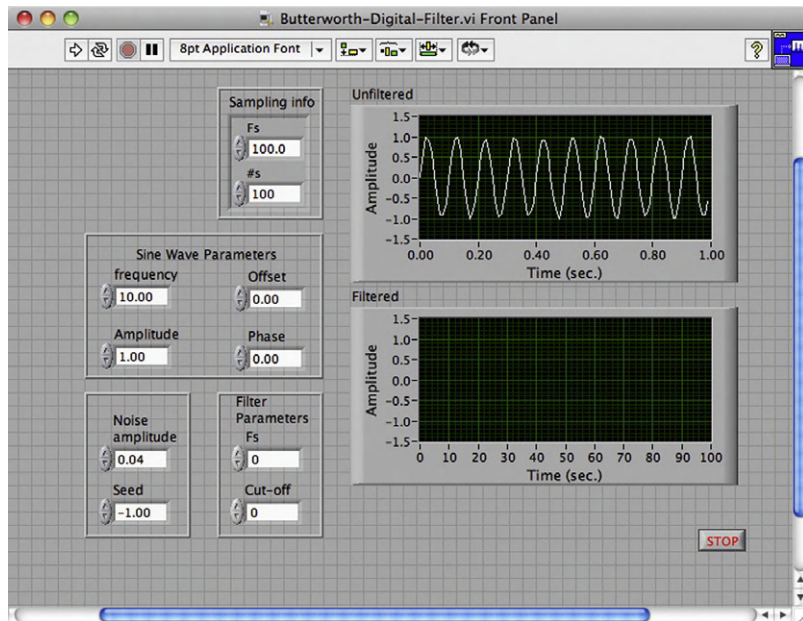 Butterworth-Digital-Filter.vi Front Panel
8pt Application Font
?
Sampling info
Fs
100.0
#s
100
Sine Wave Parameters
frequency
10.00
Offset
0.00
Amplitude
1.00
Phase
0.00
Noise
amplitude
0.04
Seed
-1.00
Filter
Parameters
Fs
0
Cut-off
0
Unfiltered
Amplitude
1.5
1.0
0.5
0.0
-0.5
-1.0
-1.5
0.00 0.20 0.40 0.60 0.80 1.00
Time (sec.)
Filtered
Amplitude
1.5
1.0
0.5
0.0
-0.5
-1.0
-1.5
0 10 20 30 40 50 60 70 80 90 100
Time (sec.)
STOP